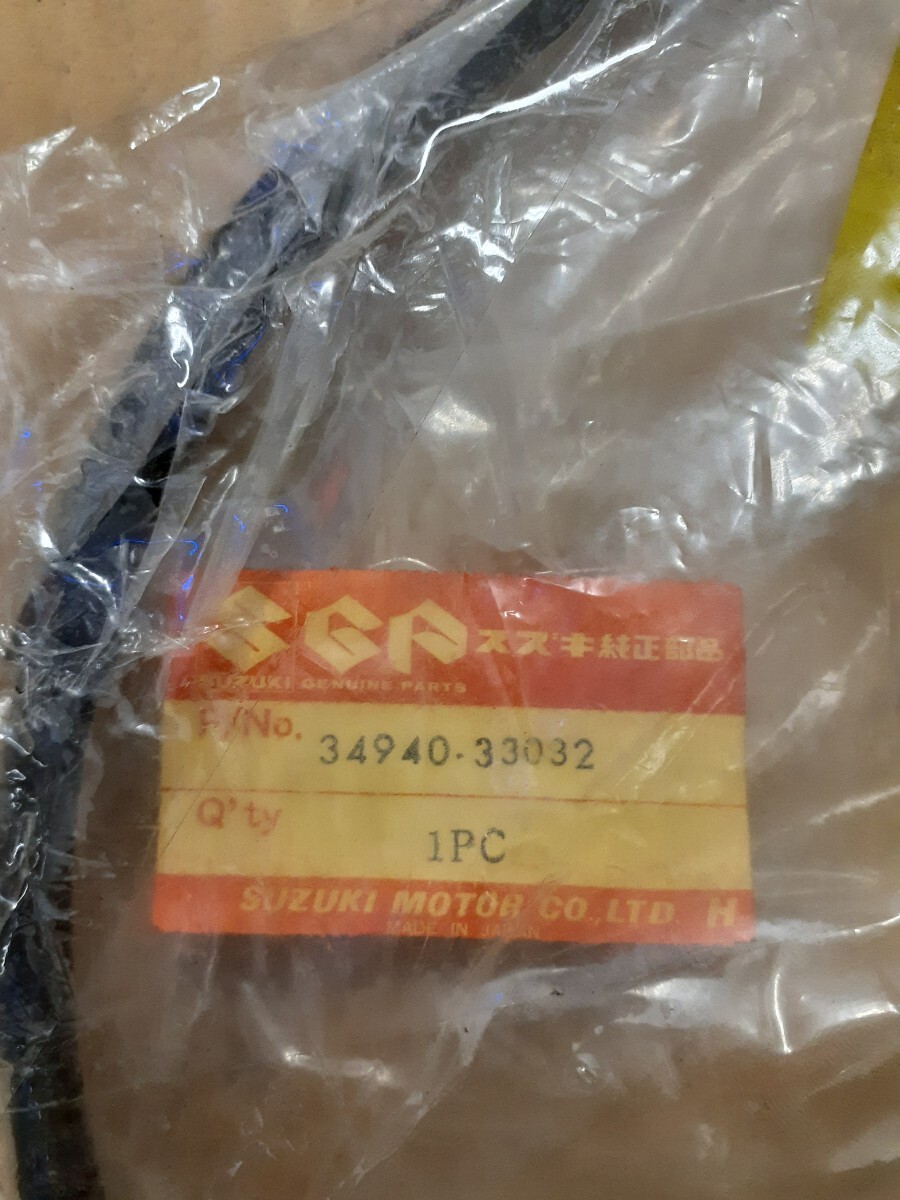 SGP スズキ純正部品
SUZUKI GENUINE PARTS
P/No. 34940-33032
Q'ty 1PC
SUZUKI MOTOR CO.,LTD H
MADE IN JAPAN